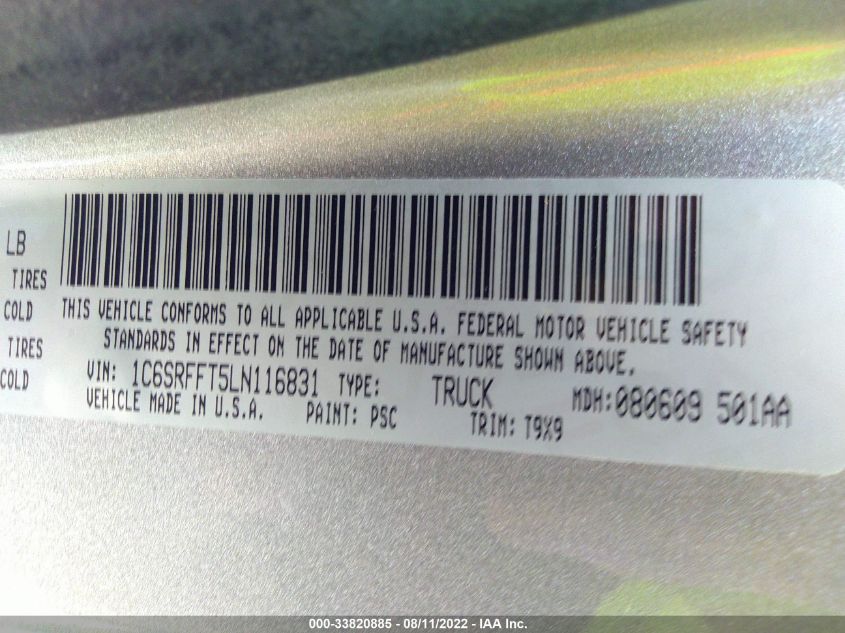 LB
TIRES
COLD
TIRES
COLD
THIS VEHICLE CONFORMS TO ALL APPLICABLE U.S.A. FEDERAL MOTOR VEHICLE SAFETY
STANDARDS IN EFFECT ON THE DATE OF MANUFACTURE SHOWN ABOVE.
VIN: 1C6SRFFT5LN116831 TYPE: TRUCK MDH:080609 501AA
VEHICLE MADE IN U.S.A. PAINT: PSC TRIM: T9X9
000-33820885 - 08/11/2022 - IAA Inc.